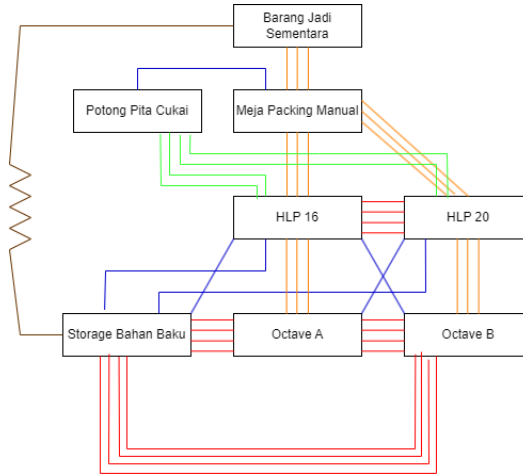 Barang Jadi
Sementara
Potong Pita Cukai
Meja Packing Manual
HLP 16
HLP 20
Storage Bahan Baku
Octave A
Octave B